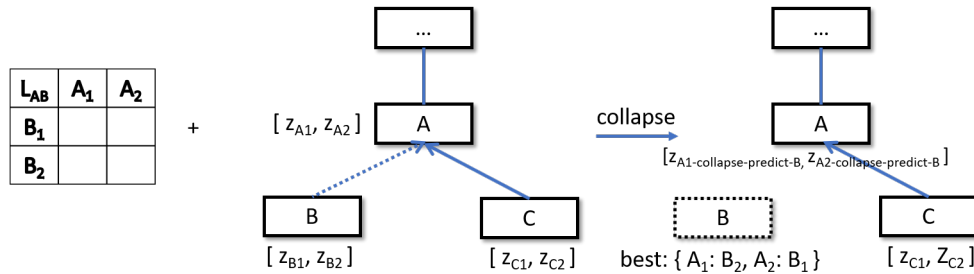 ...
...
L_AB A_1 A_2
B_1
B_2
+
[ z_A1, z_A2 ]
A
collapse
A
[z_A1-collapse-predict-B, z_A2-collapse-predict-B ]
B
C
B
C
[ z_B1, z_B2 ]
[ z_C1, z_C2 ]
best: { A_1: B_2, A_2: B_1 }
[ z_C1, Z_C2 ]